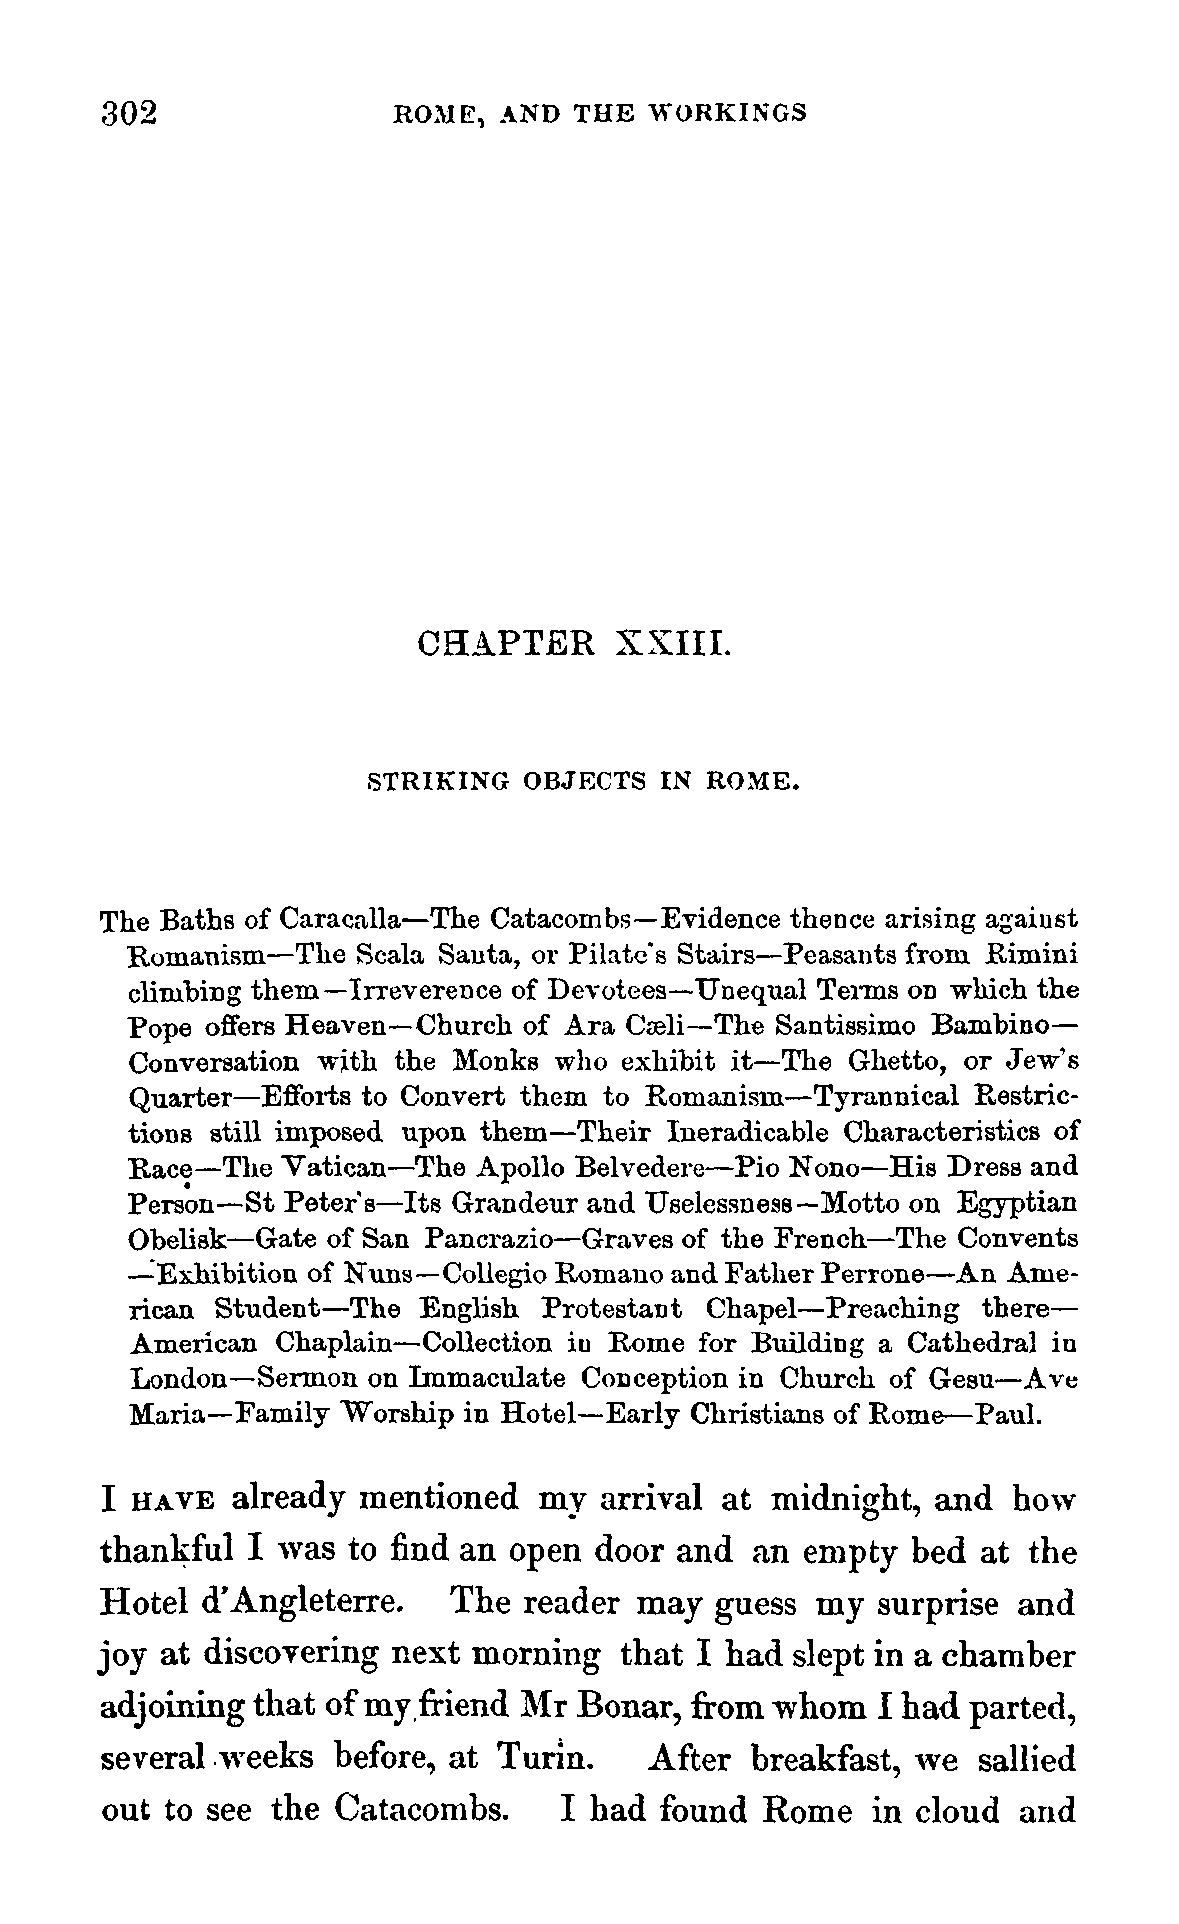 302 ROME, AND THE WORKINGS
CHAPTER XXIII.
STRIKING OBJECTS IN ROME.
The Baths of Caracalla—The Catacombs—Evidence thence arising against
Romanism—The Scala Santa, or Pilate's Stairs—Peasants from Rimini
climbing them—Irreverence of Devotees—Unequal Terms on which the
Pope offers Heaven—Church of Ara Cæli—The Santissimo Bambino—
Conversation with the Monks who exhibit it—The Ghetto, or Jew's
Quarter—Efforts to Convert them to Romanism—Tyrannical Restric-
tions still imposed upon them—Their Ineradicable Characteristics of
Race—The Vatican—The Apollo Belvedere—Pio Nono—His Dress and
Person—St Peter's—Its Grandeur and Uselessness—Motto on Egyptian
Obelisk—Gate of San Pancrazio—Graves of the French—The Convents
—Exhibition of Nuns—Collegio Romano and Father Perrone—An Ame-
rican Student—The English Protestant Chapel—Preaching there—
American Chaplain—Collection in Rome for Building a Cathedral in
London—Sermon on Immaculate Conception in Church of Gesu—Ave
Maria—Family Worship in Hotel—Early Christians of Rome—Paul.
I HAVE already mentioned my arrival at midnight, and how
thankful I was to find an open door and an empty bed at the
Hotel d'Angleterre. The reader may guess my surprise and
joy at discovering next morning that I had slept in a chamber
adjoining that of my friend Mr Bonar, from whom I had parted,
several weeks before, at Turin. After breakfast, we sallied
out to see the Catacombs. I had found Rome in cloud and